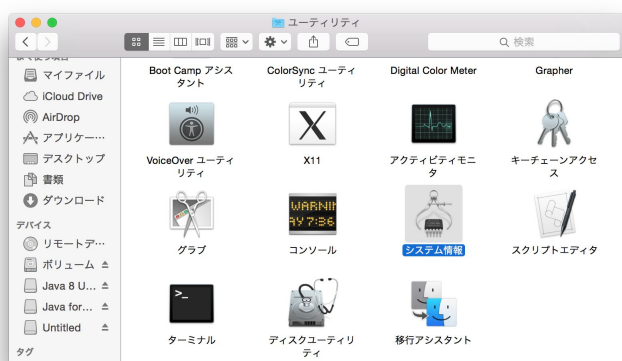 ユーティリティ
検索
よく使う項目
マイファイル
iCloud Drive
AirDrop
アプリケー…
デスクトップ
書類
ダウンロード
デバイス
リモートデ…
ボリューム
Java 8 U...
Java for...
Untitled
タグ
Boot Camp アシス
タント
ColorSync ユーティ
リティ
Digital Color Meter
Grapher
VoiceOver ユーティ
リティ
X
X11
アクティビティモニ
タ
キーチェーンアクセ
ス
グラブ
WARNIN
AY 7:36
コンソール
システム情報
スクリプトエディタ
>_
ターミナル
ディスクユーティリ
ティ
移行アシスタント